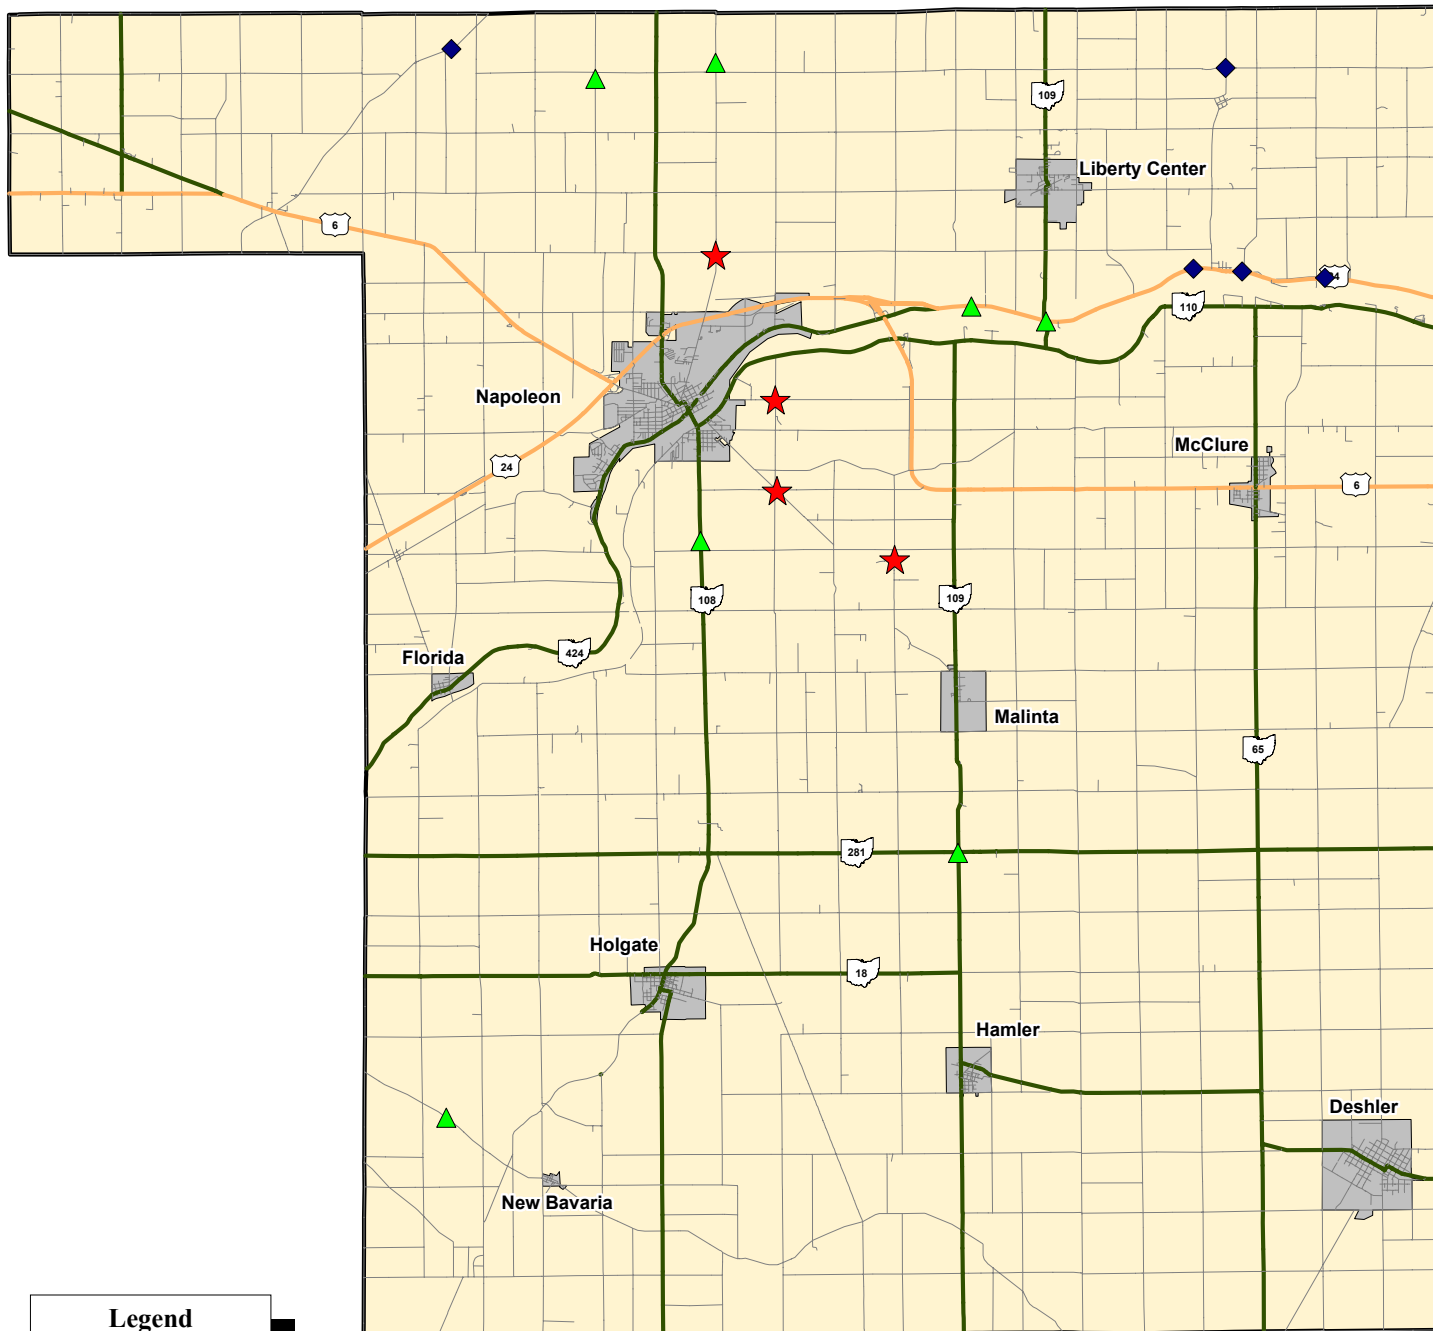 109
Liberty Center
6
24
110
Napoleon
McClure
24
6
108
109
424
Florida
Malinta
65
281
Holgate
18
Hamler
Deshler
New Bavaria
Legend